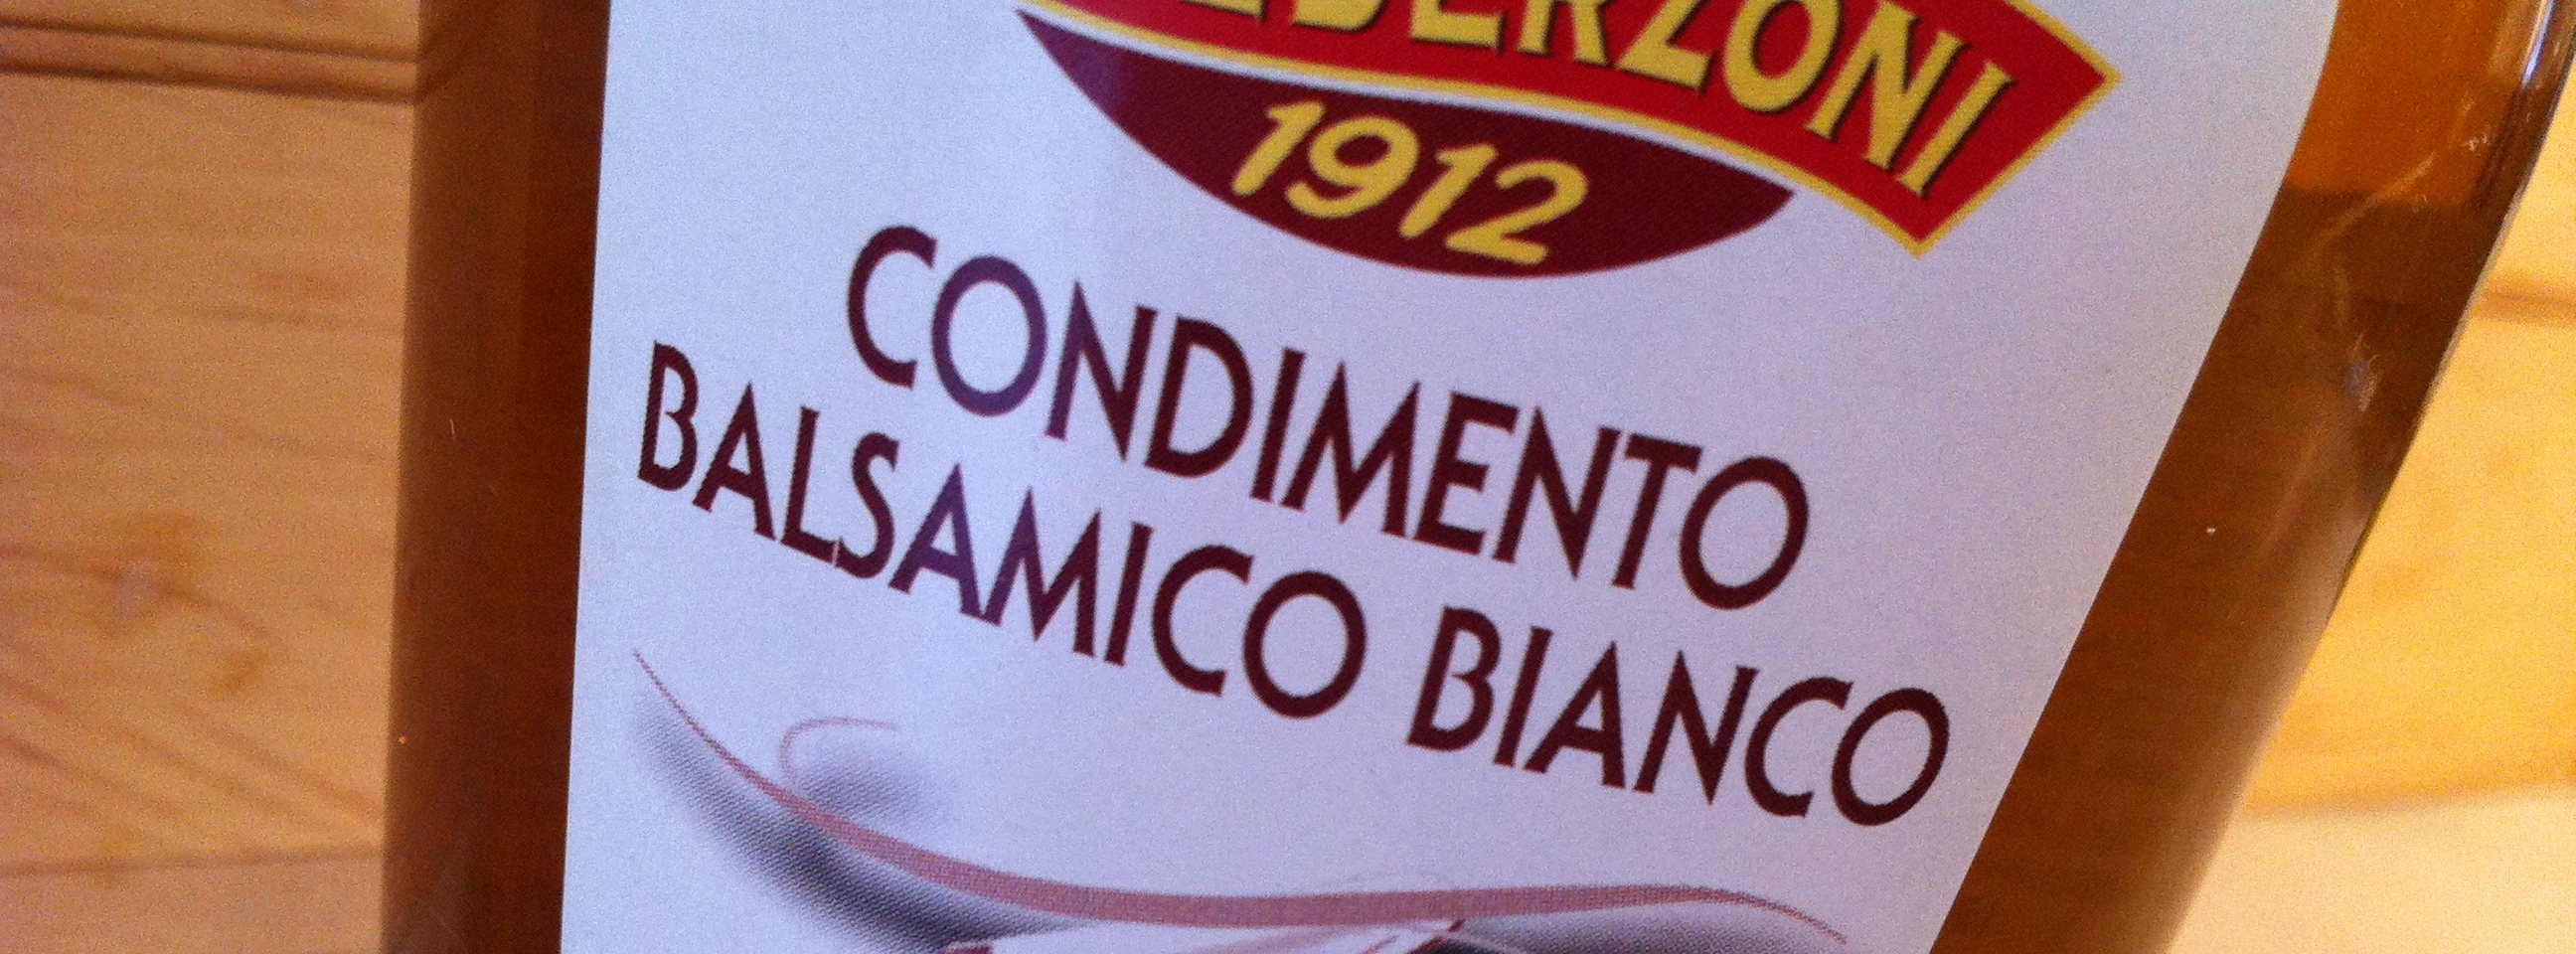 1912
CONDIMENTO
BALSAMICO BIANCO